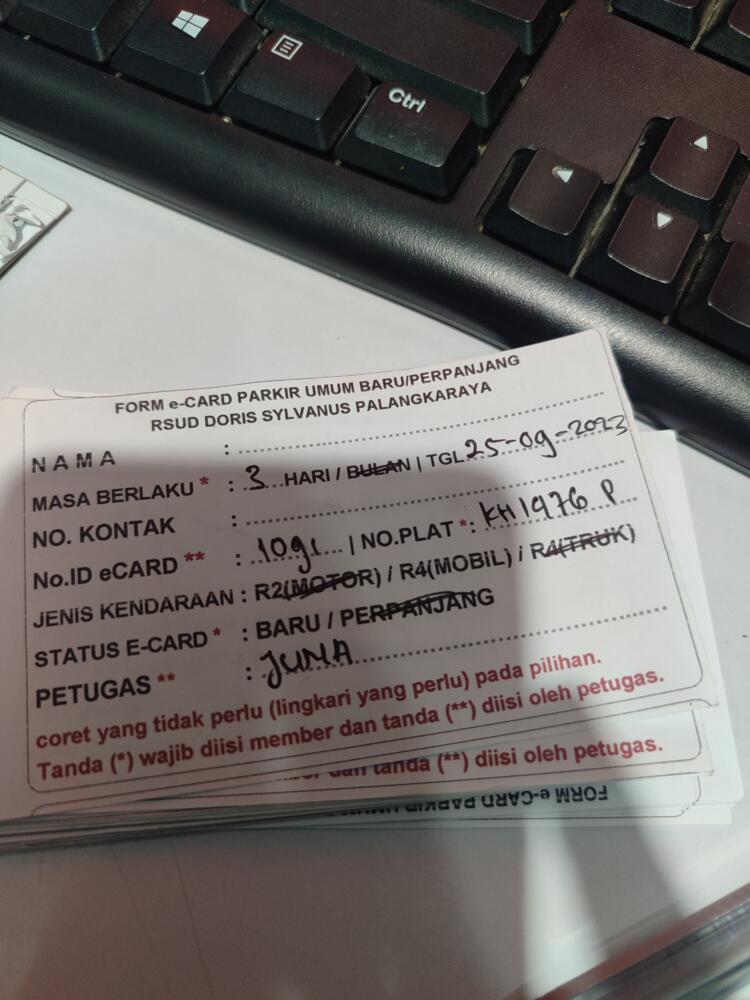 Ctrl
FORM e-CARD PARKIR UMUM BARU/PERPANJANG
RSUD DORIS SYLVANUS PALANGKARAYA
NAMA :
MASA BERLAKU * : 3 HARI / BULAN | TGL 25-09-2023
NO. KONTAK :
No.ID eCARD ** : 1091 | NO.PLAT *: KH 1976 P
JENIS KENDARAAN : R2(MOTOR) / R4(MOBiL) / R4(TRUK)
STATUS E-CARD * : BARU / PERPANJANG
PETUGAS ** : JUMA
coret yang tidak perlu (lingkari yang perlu) pada pilihan.
Tanda (*) wajib diisi member dan tanda (**) diisi oleh petugas.
dan tanda (**) diisi oleh petugas.
FORM e-CARD PARKIR